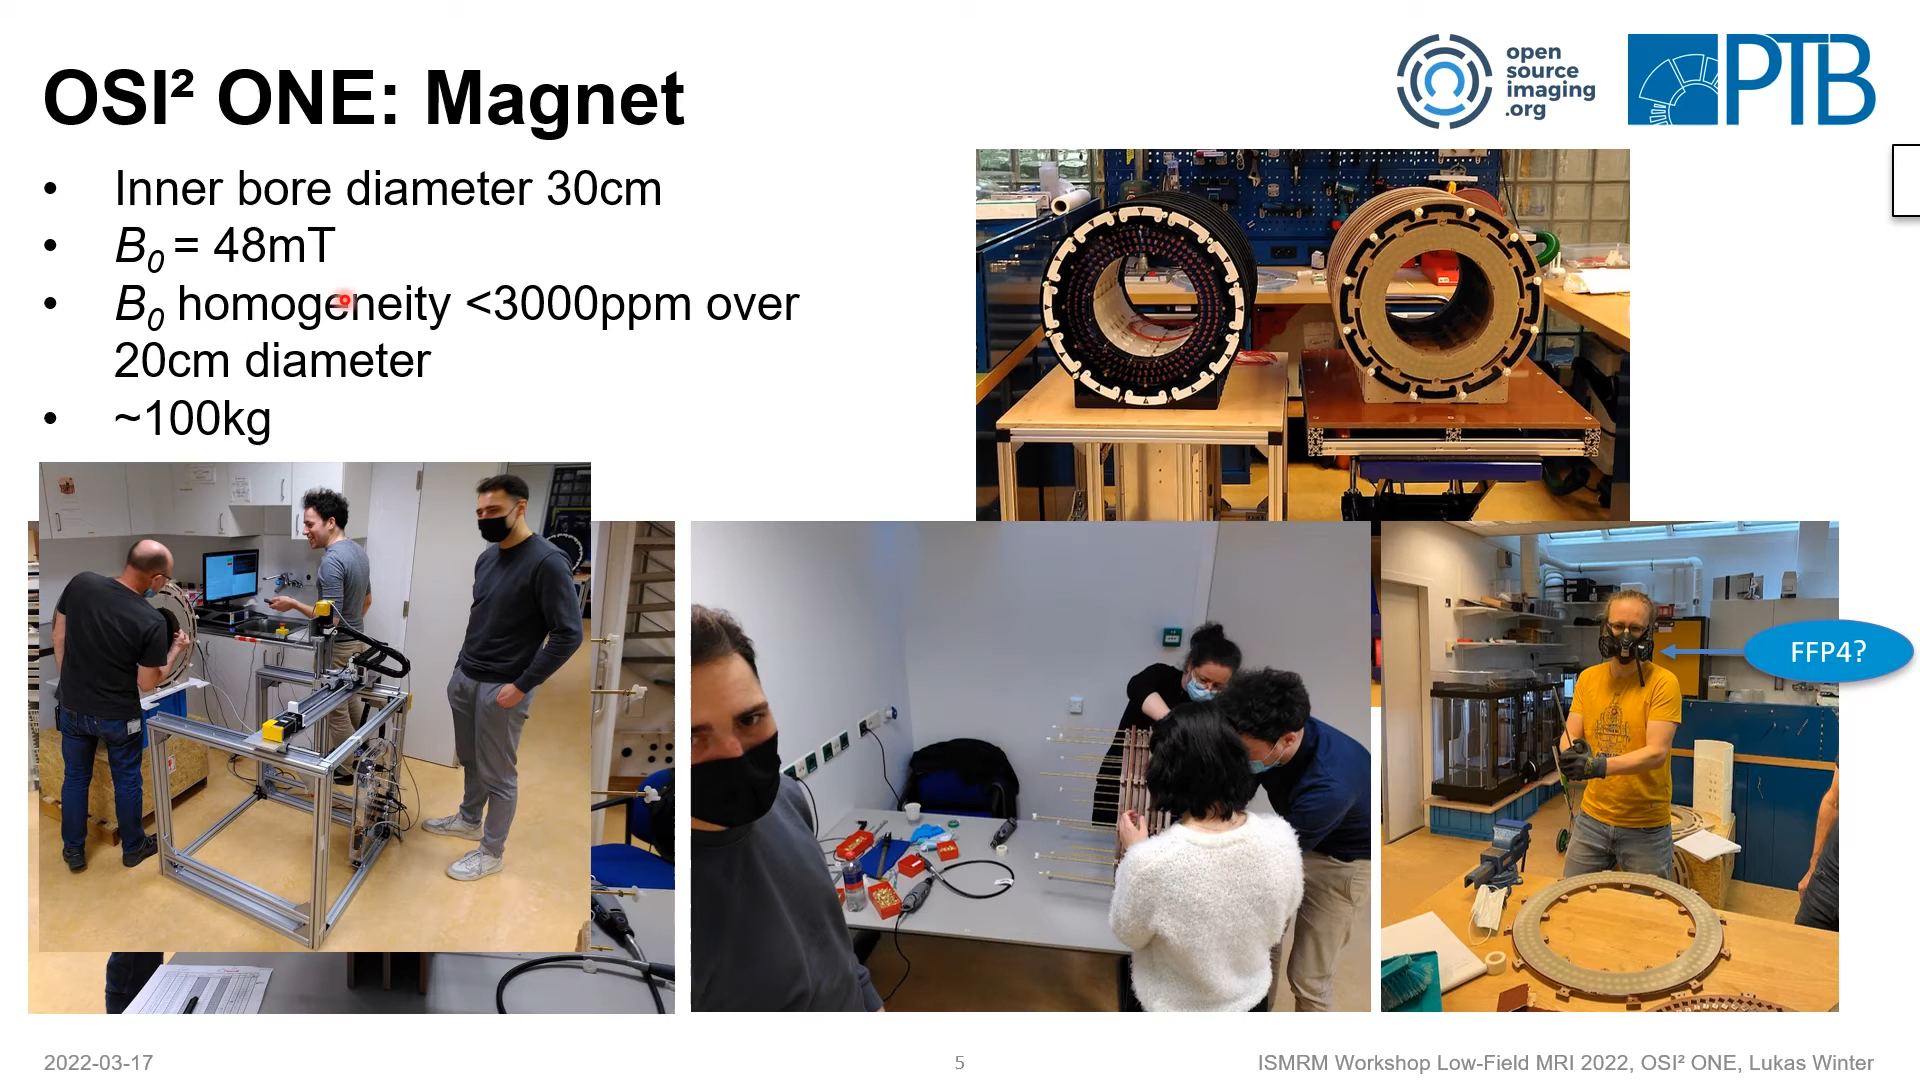 OSI² ONE: Magnet
open
source
imaging
.org
PTB
• Inner bore diameter 30cm
• B₀ = 48mT
• B₀ homogeneity <3000ppm over
20cm diameter
• ~100kg
FFP4?
2022-03-17
5
ISMRM Workshop Low-Field MRI 2022, OSI² ONE, Lukas Winter